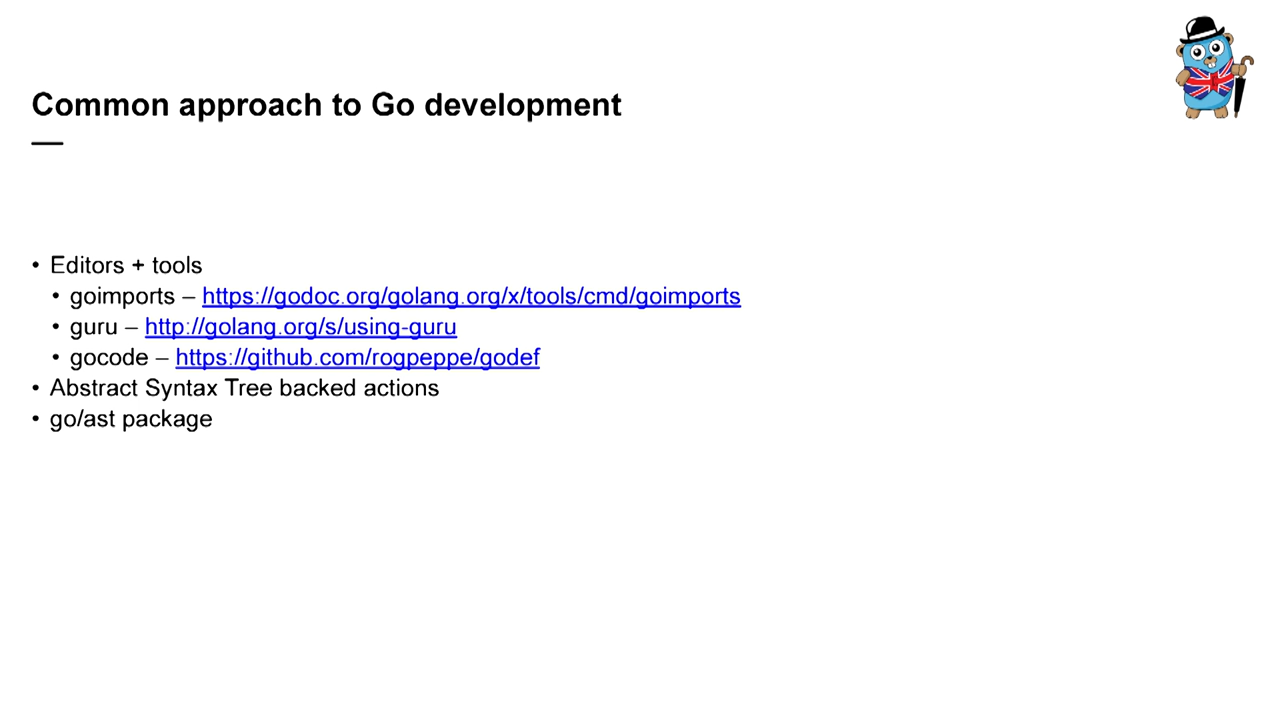 Common approach to Go development
• Editors + tools
• goimports – https://godoc.org/golang.org/x/tools/cmd/goimports
• guru – http://golang.org/s/using-guru
• gocode – https://github.com/rogpeppe/godef
• Abstract Syntax Tree backed actions
• go/ast package